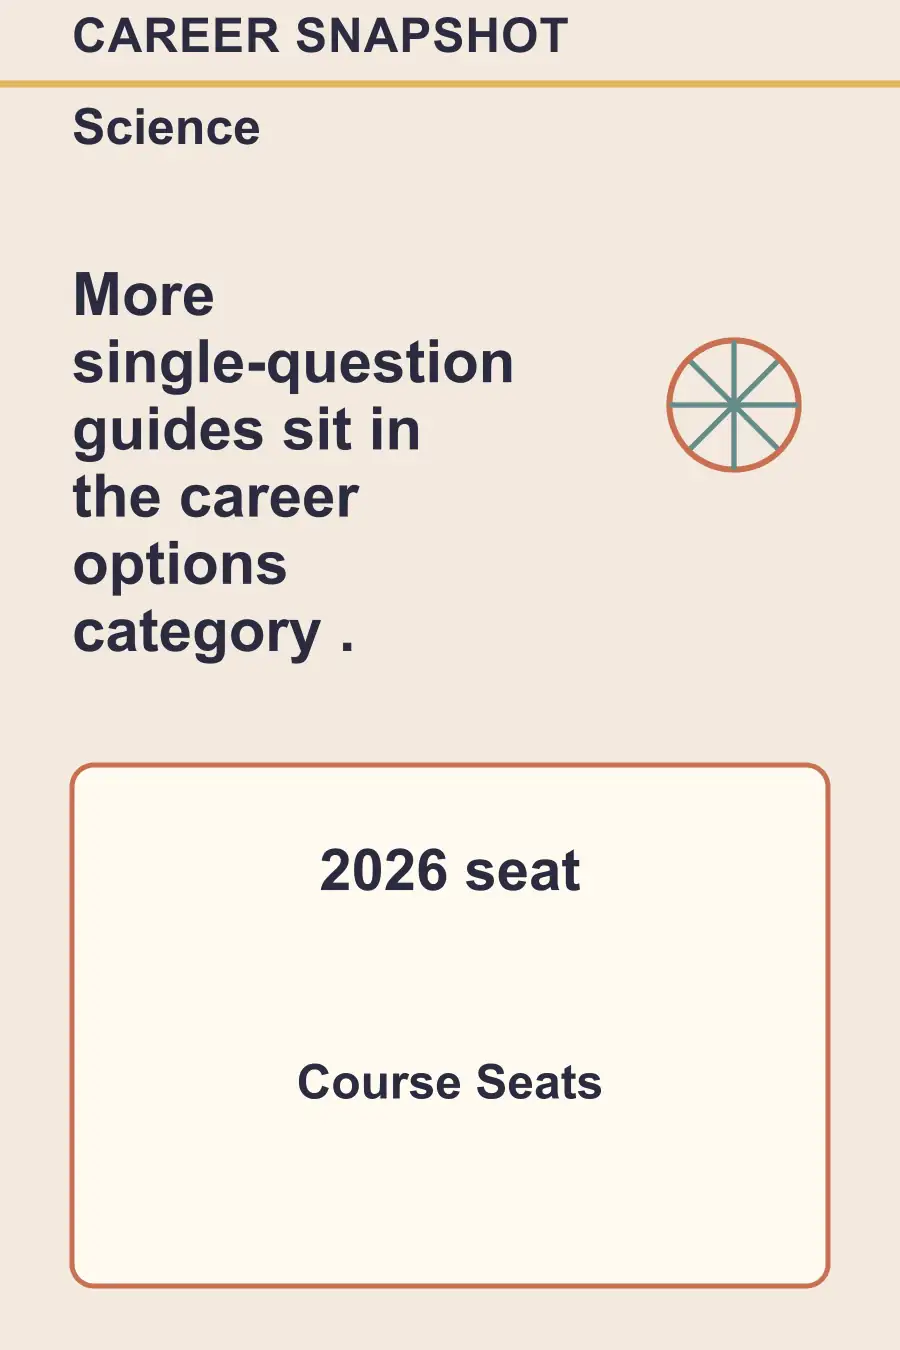 CAREER SNAPSHOT
Science
More
single-question
guides sit in
the career
options
category .
2026 seat
Course Seats